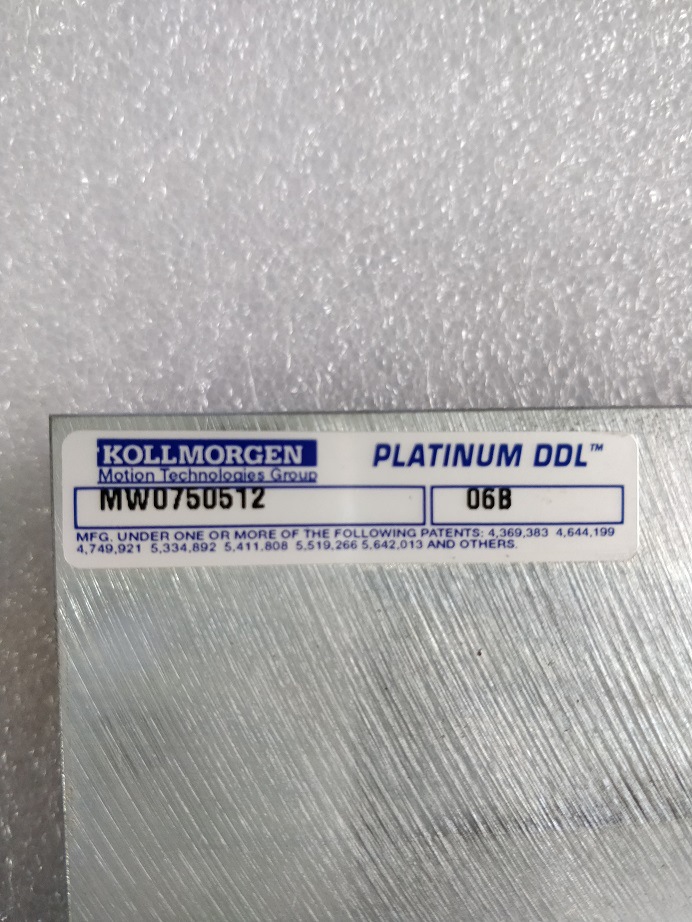 KOLLMORGEN PLATINUM DDL™
Motion Technologies Group
MW0750512 06B
MFG. UNDER ONE OR MORE OF THE FOLLOWING PATENTS: 4,369,383 4,644,199
4,749,921 5,334,892 5,411,808 5,519,266 5,642,013 AND OTHERS.